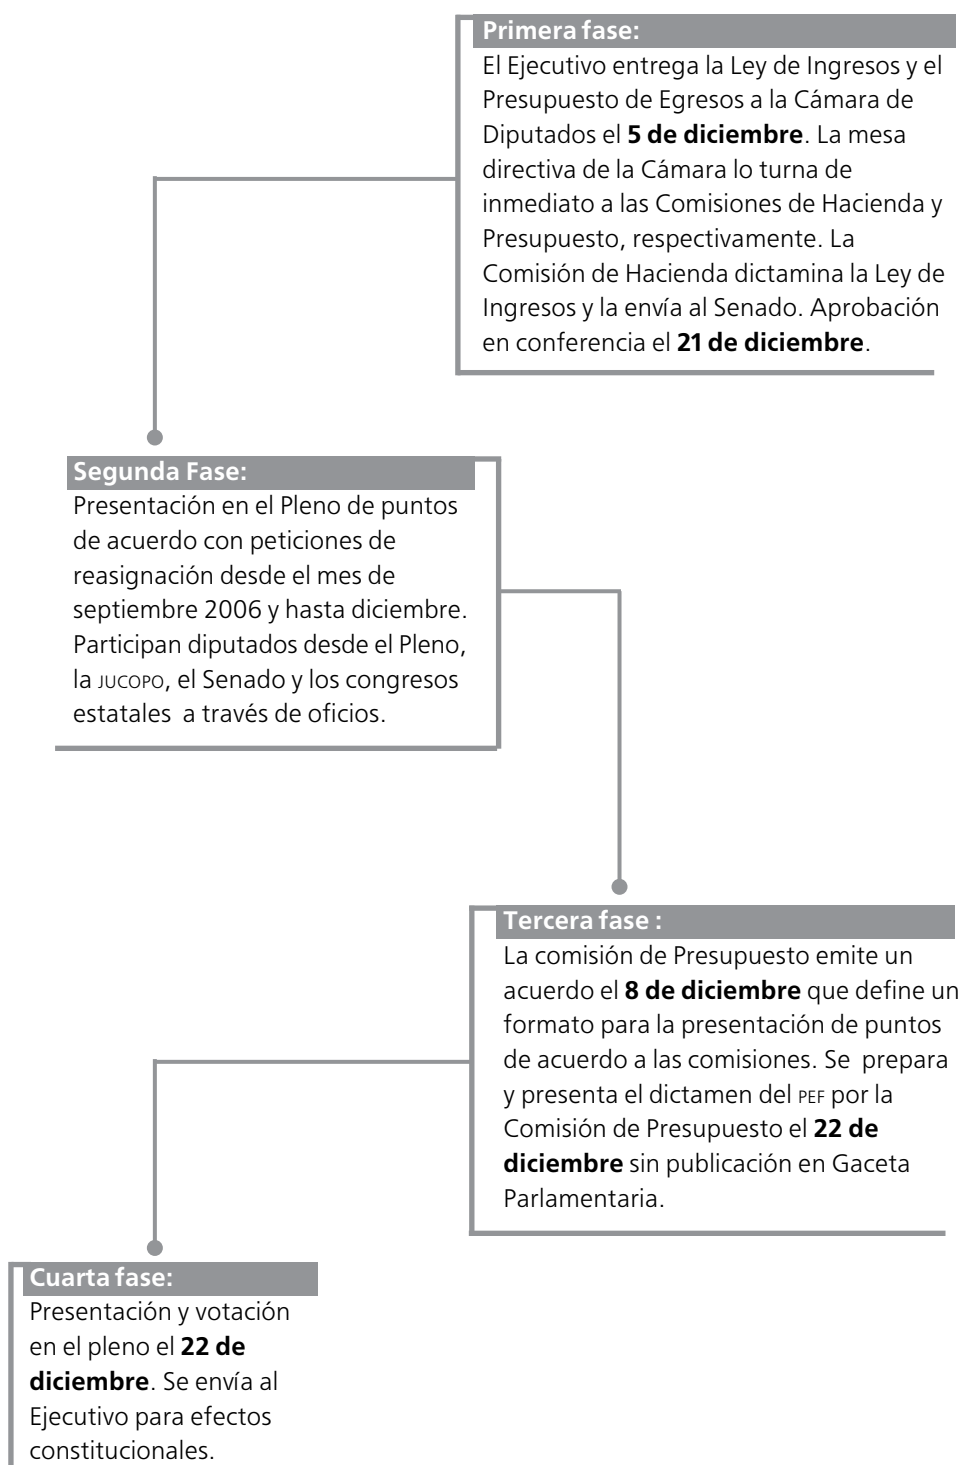 Primera fase:
El Ejecutivo entrega la Ley de Ingresos y el
Presupuesto de Egresos a la Cámara de
Diputados el 5 de diciembre. La mesa
directiva de la Cámara lo turna de
inmediato a las Comisiones de Hacienda y
Presupuesto, respectivamente. La
Comisión de Hacienda dictamina la Ley de
Ingresos y la envía al Senado. Aprobación
en conferencia el 21 de diciembre.
Segunda Fase:
Presentación en el Pleno de puntos
de acuerdo con peticiones de
reasignación desde el mes de
septiembre 2006 y hasta diciembre.
Participan diputados desde el Pleno,
la JUCOPO, el Senado y los congresos
estatales a través de oficios.
Tercera fase :
La comisión de Presupuesto emite un
acuerdo el 8 de diciembre que define un
formato para la presentación de puntos
de acuerdo a las comisiones. Se prepara
y presenta el dictamen del PEF por la
Comisión de Presupuesto el 22 de
diciembre sin publicación en Gaceta
Parlamentaria.
Cuarta fase:
Presentación y votación
en el pleno el 22 de
diciembre. Se envía al
Ejecutivo para efectos
constitucionales.